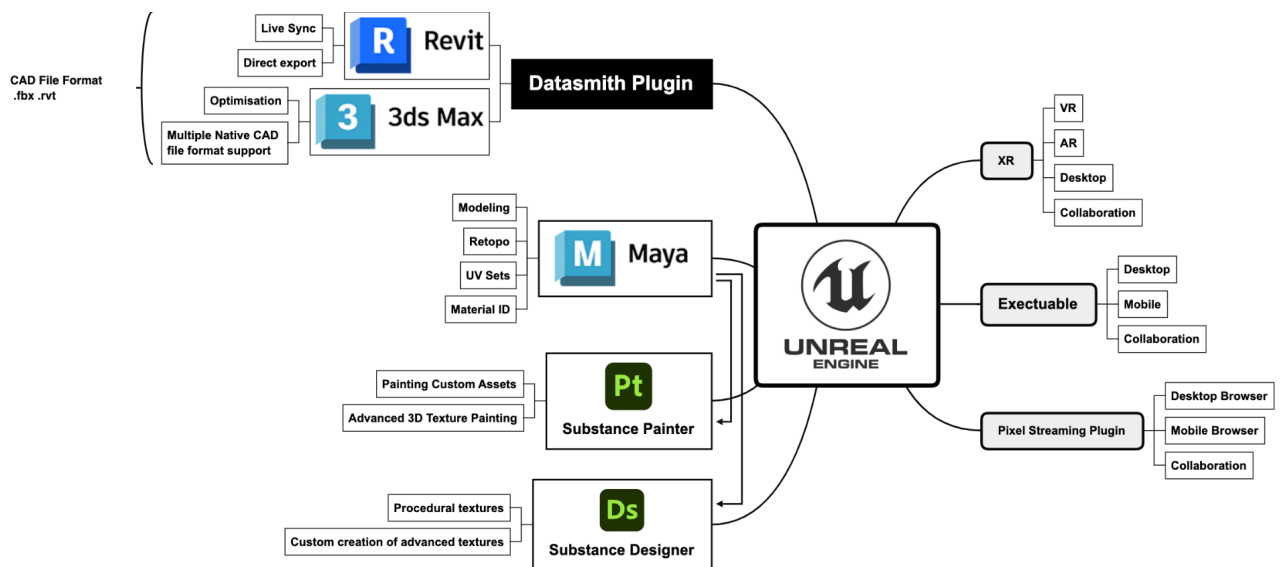 CAD File Format
.fbx .rvt
Live Sync
Direct export
R
Revit
Optimisation
Multiple Native CAD
file format support
3
3ds Max
Datasmith Plugin
Modeling
Retopo
UV Sets
Material ID
M
Maya
Painting Custom Assets
Advanced 3D Texture Painting
Pt
Substance Painter
Procedural textures
Custom creation of advanced textures
Ds
Substance Designer
UNREAL
ENGINE
XR
VR
AR
Desktop
Collaboration
Exectuable
Desktop
Mobile
Collaboration
Pixel Streaming Plugin
Desktop Browser
Mobile Browser
Collaboration